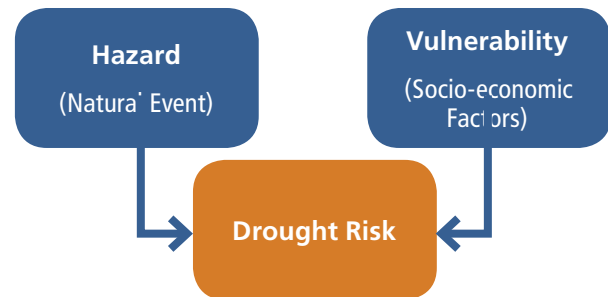 Hazard
(Natural Event)
Vulnerability
(Socio-economic
Factors)
Drought Risk